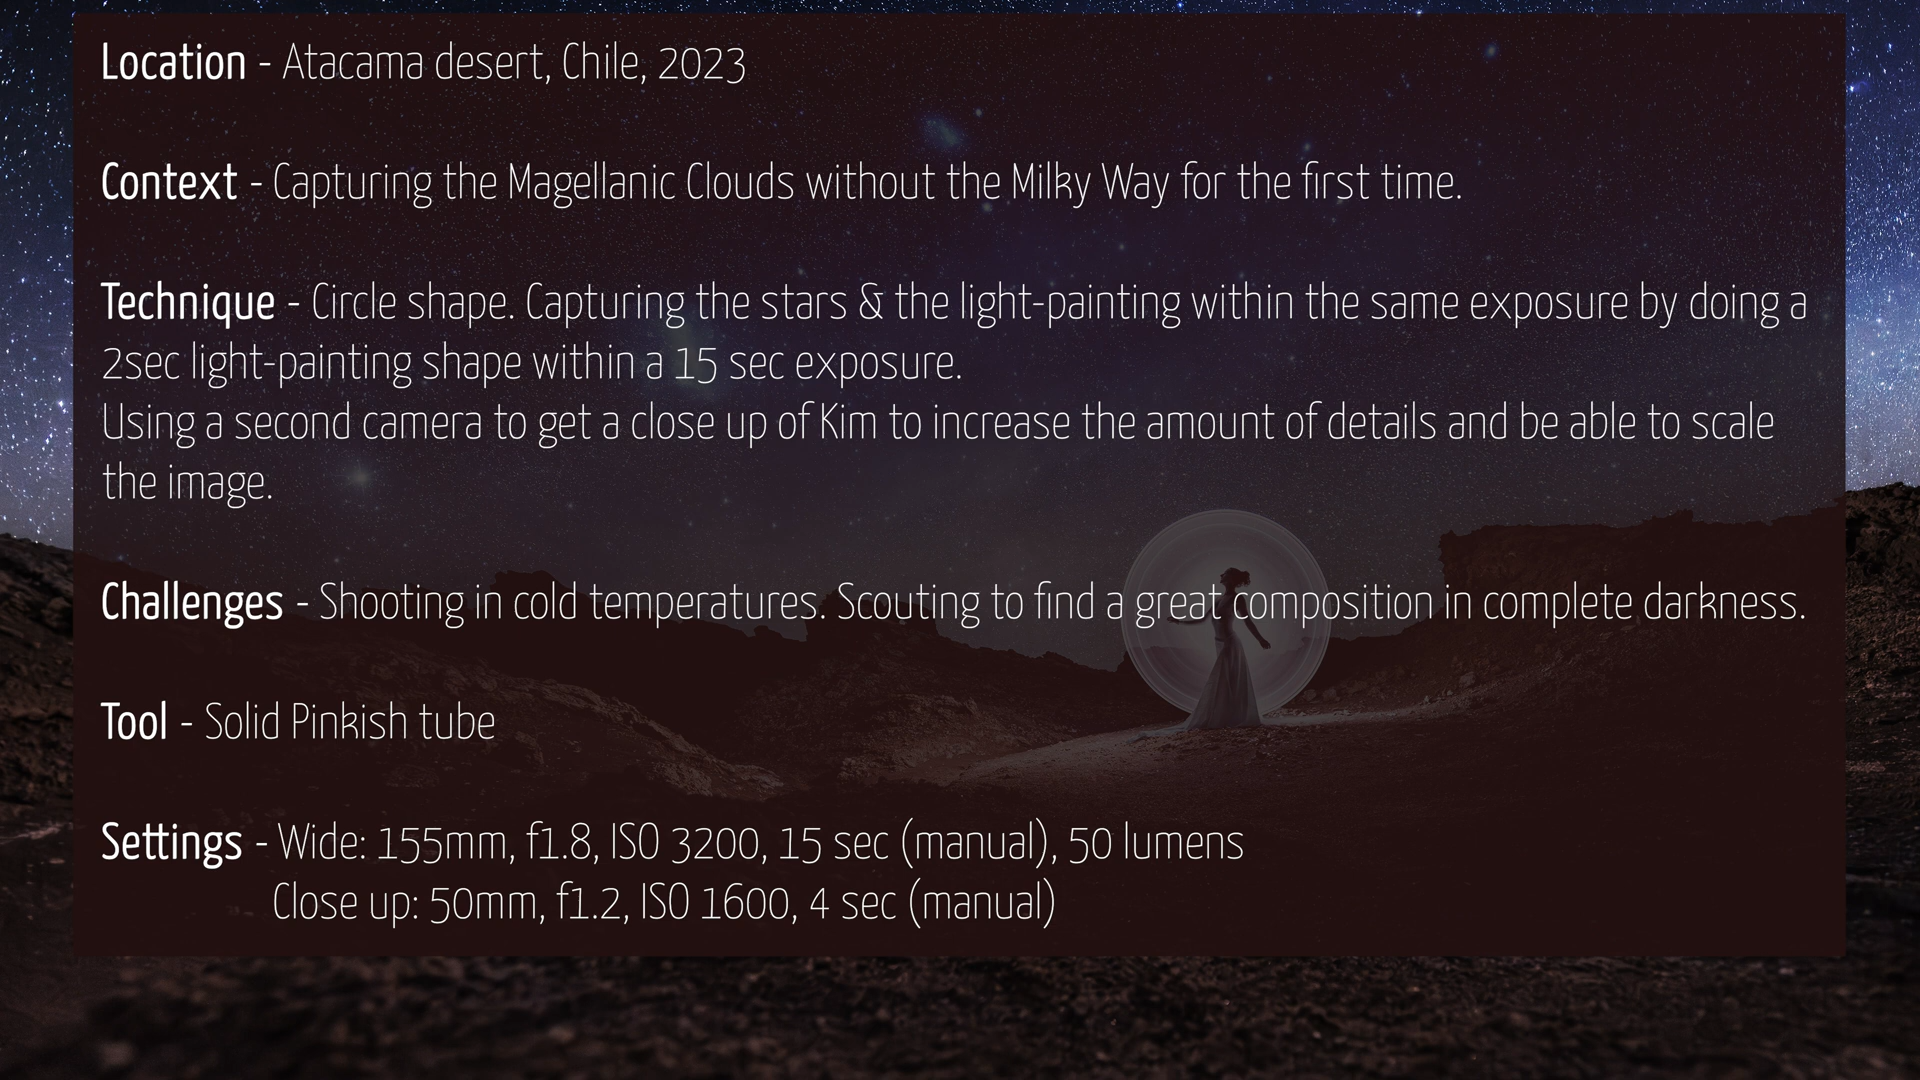 Location - Atacama desert, Chile, 2023
Context - Capturing the Magellanic Clouds without the Milky Way for the first time.
Technique - Circle shape. Capturing the stars & the light-painting within the same exposure by doing a
2sec light-painting shape within a 15 sec exposure.
Using a second camera to get a close up of Kim to increase the amount of details and be able to scale
the image.
Challenges - Shooting in cold temperatures. Scouting to find a great composition in complete darkness.
Tool - Solid Pinkish tube
Settings - Wide: 155mm, f1.8, ISO 3200, 15 sec (manual), 50 lumens
Close up: 50mm, f1.2, ISO 1600, 4 sec (manual)